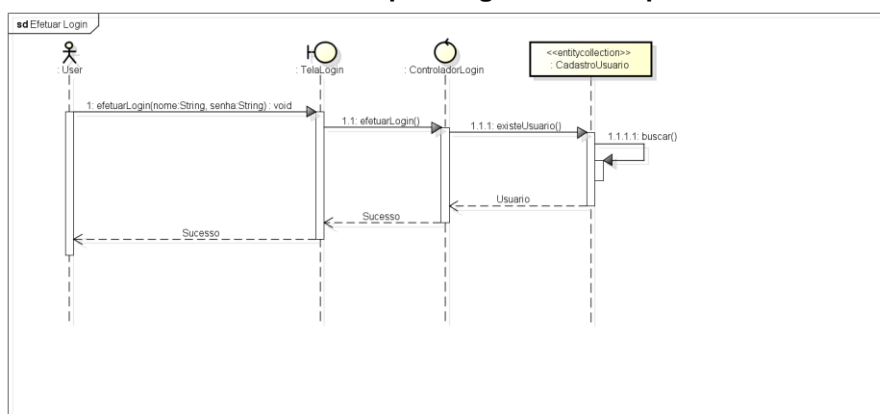 sd Efetuar Login
: User
: TelaLogin
: ControladorLogin
<<entitycollection>>
: CadastroUsuario
1: efetuarLogin(nome:String, senha:String) : void
1.1: efetuarLogin()
1.1.1: existeUsuario()
1.1.1.1: buscar()
Usuario
Sucesso
Sucesso